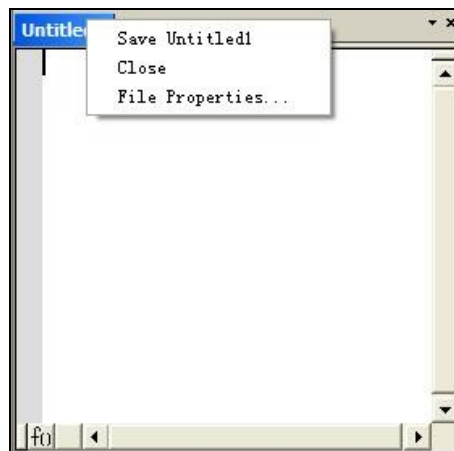 Untitle
Save Untitled1
Close
File Properties...
f()